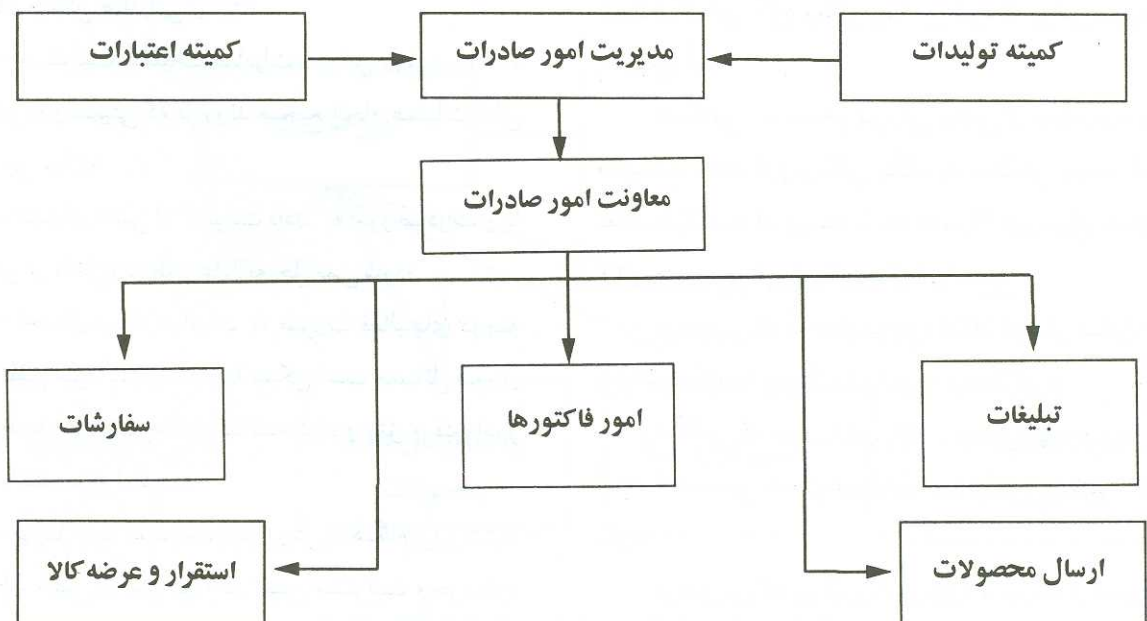 کمیته تولیدات
مدیریت امور صادرات
کمیته اعتبارات
معاونت امور صادرات
تبلیغات
امور فاکتورها
سفارشات
ارسال محصولات
استقرار و عرضه کالا